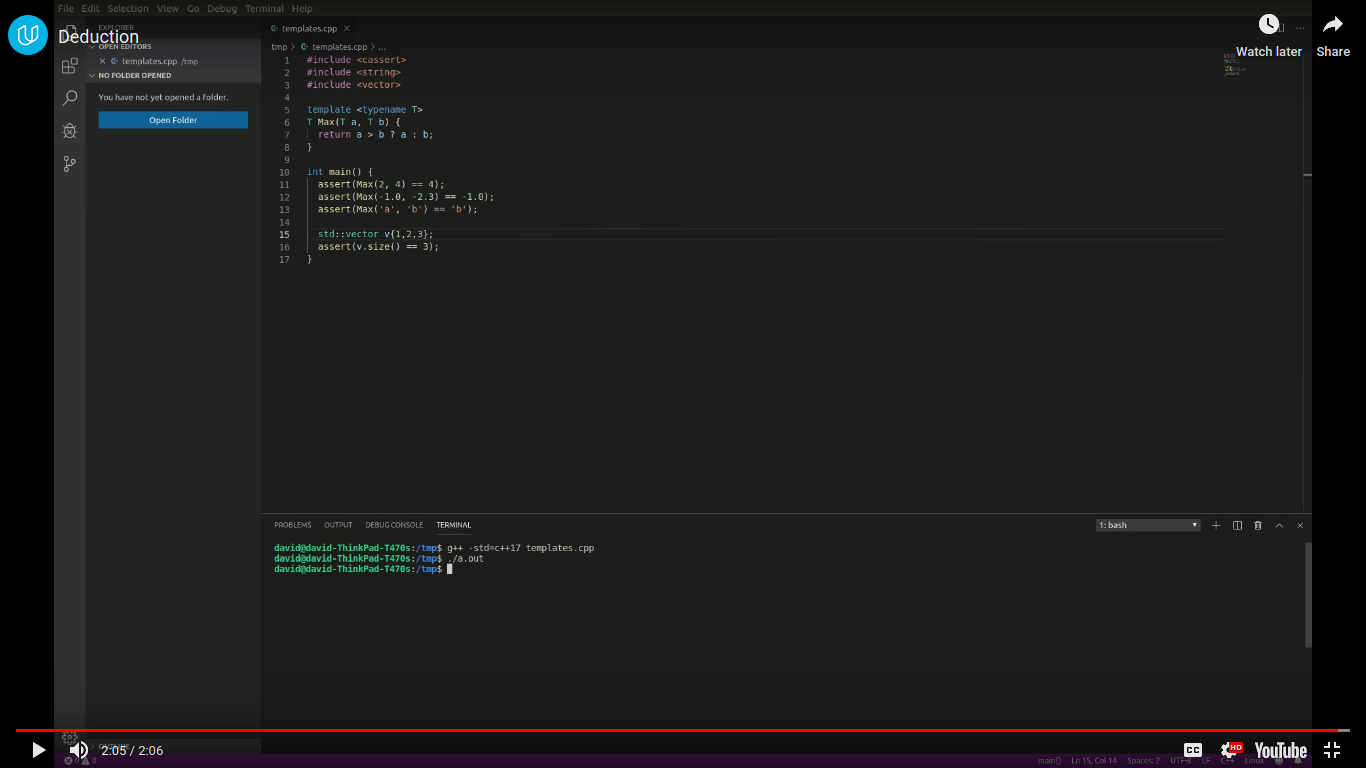 File Edit Selection View Go Debug Terminal Help
EXPLORER
Deduction
OPEN EDITORS
templates.cpp /tmp
NO FOLDER OPENED
You have not yet opened a folder.
Open Folder
templates.cpp
tmp > templates.cpp > ...
Watch later
Share
1 #include <cassert>
2 #include <string>
3 #include <vector>
4
5 template <typename T>
6 T Max(T a, T b) {
7 return a > b ? a : b;
8 }
9
10 int main() {
11 assert(Max(2, 4) == 4);
12 assert(Max(-1.0, -2.3) == -1.0);
13 assert(Max('a', 'b') == 'b');
14
15 std::vector v{1,2,3};
16 assert(v.size() == 3);
17 }
PROBLEMS OUTPUT DEBUG CONSOLE TERMINAL
1: bash
david@david-ThinkPad-T470s:/tmp$ g++ -std=c++17 templates.cpp
david@david-ThinkPad-T470s:/tmp$ ./a.out
david@david-ThinkPad-T470s:/tmp$
2:05 / 2:06
CC
HD
YouTube
0 0
main() Ln 15, Col 14 Spaces: 2 UTF-8 LF C++ Linux